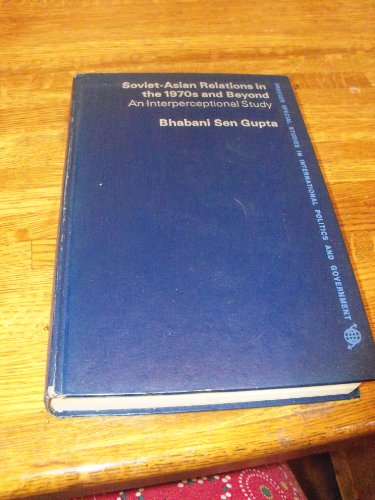 Soviet-Asian Relations in
the 1970s and Beyond
An Interperceptional Study
Bhabani Sen Gupta
PRAEGER SPECIAL STUDIES IN INTERNATIONAL POLITICS AND GOVERNMENT